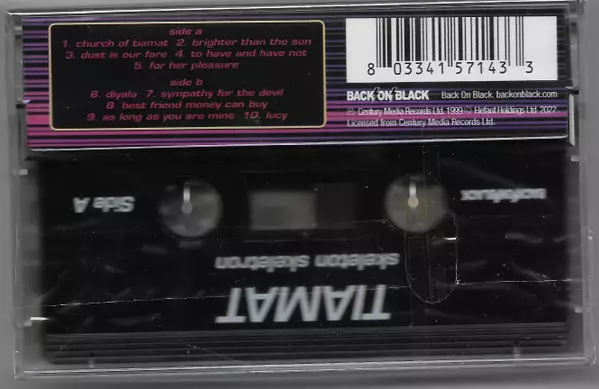 side a
1. church of tiamat 2. brighter than the sun
3. dust is our fare 4. to have and have not
5. for her pleasure
side b
6. diyala 7. sympathy for the devil
8. best friend money can buy
9. as long as you are mine 10. lucy
8 03341 57143 3
BACK ON BLACK Back On Black. backonblack.com
℗ Century Media Records Ltd. 1999 © Elefant Holdings Ltd. 2022
Licensed from Century Media Records Ltd.
Side A
BACK ON BLACK
skeleton skeletron
TIAMAT